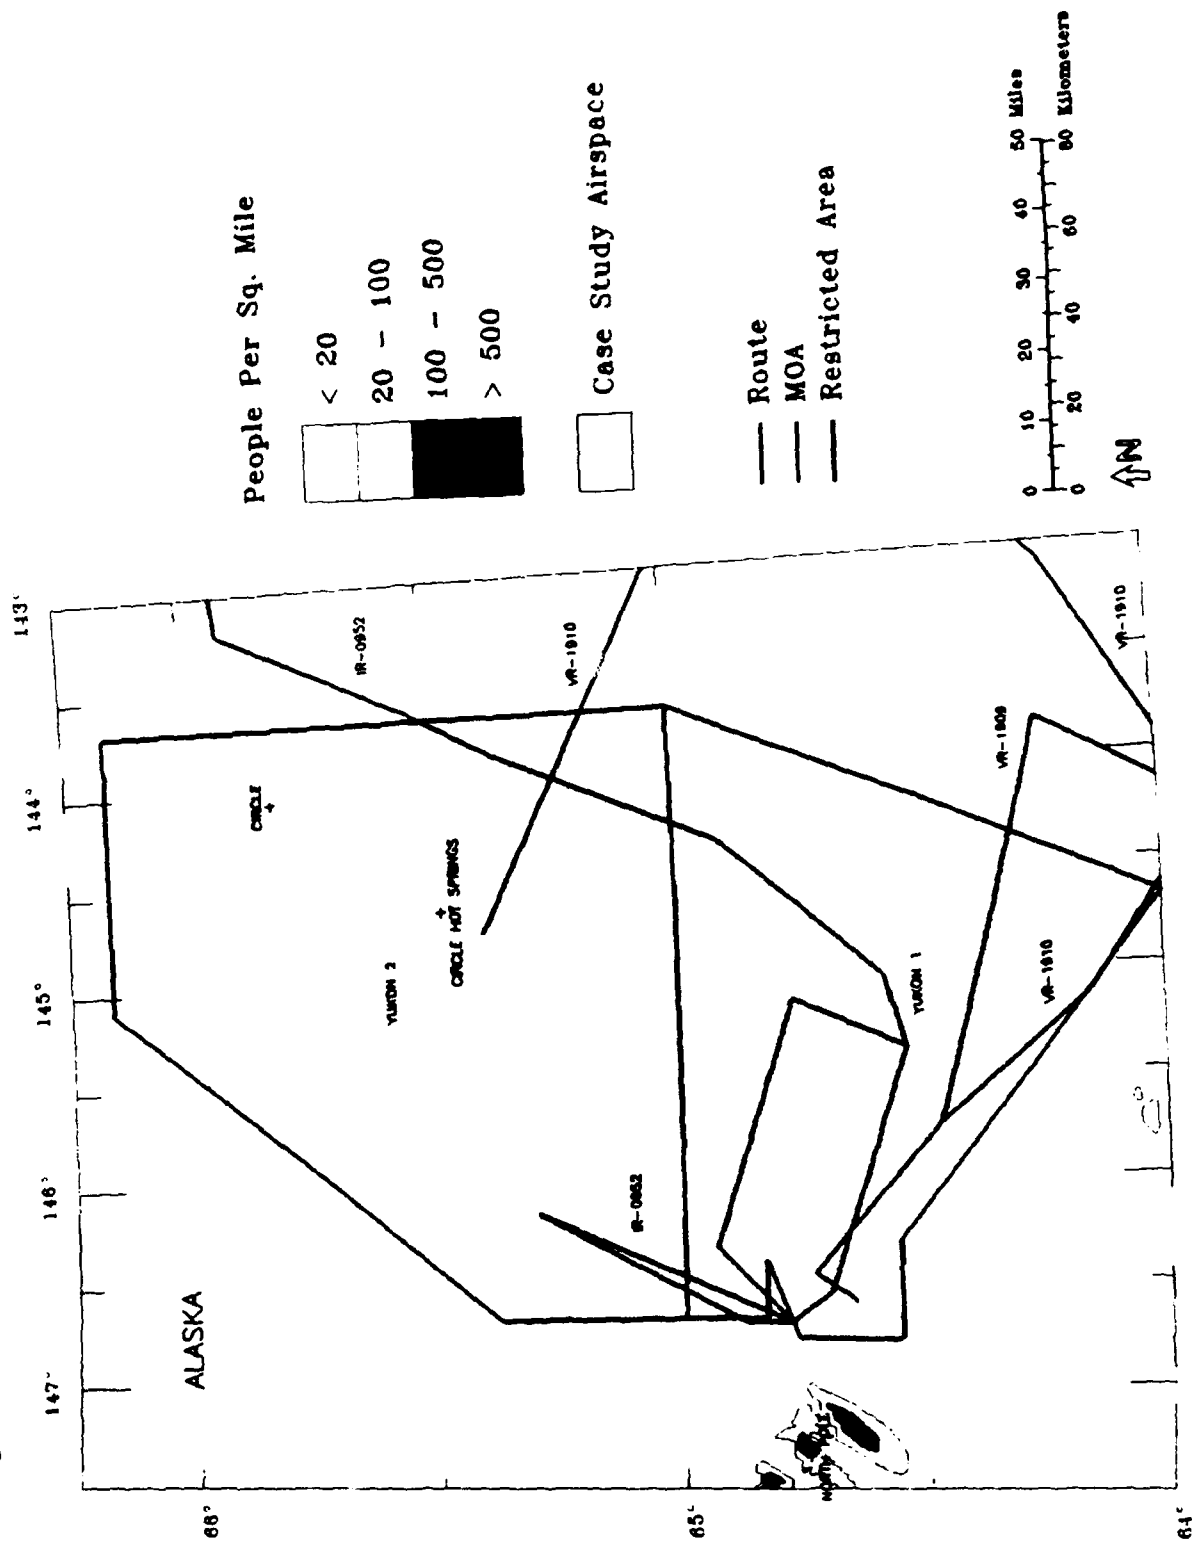 143°
144°
145°
146°
147°
66°
65°
64°
ALASKA
CIRCLE
CIRCLE HOT SPRINGS
YUKON 2
YUKON 1
IR-0952
VR-1910
IR-0952
VR-1909
VR-1910
VR-1910
NORTH POLE
People Per Sq. Mile
< 20
20 - 100
100 - 500
> 500
Case Study Airspace
Route
MOA
Restricted Area
0 10 20 30 40 50 Miles
0 20 40 60 80 Kilometers
N